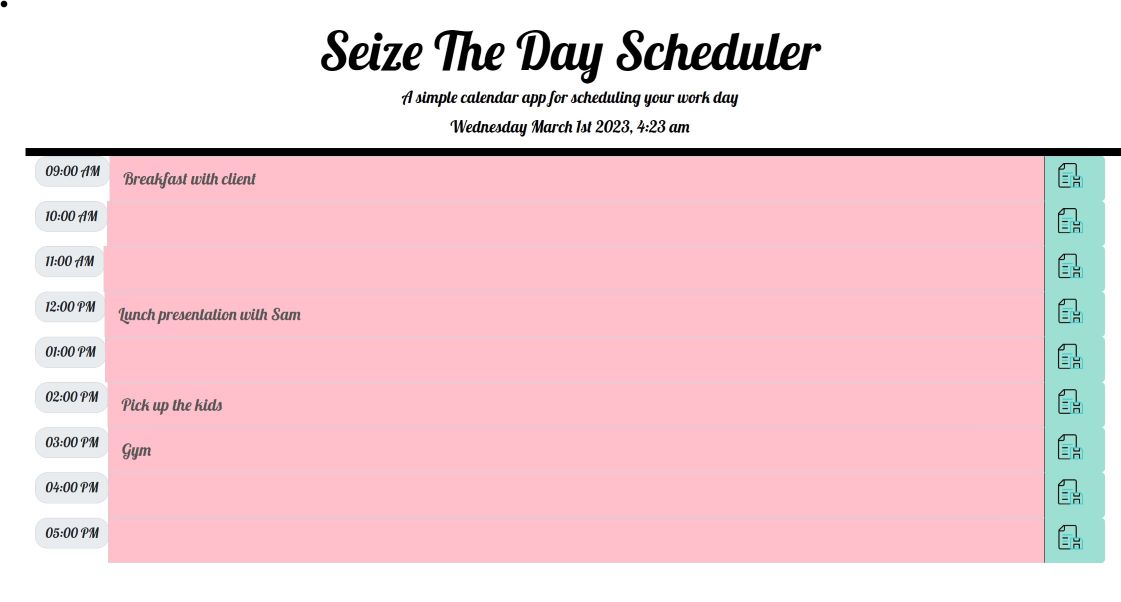 Seize The Day Scheduler
A simple calendar app for scheduling your work day
Wednesday March 1st 2023, 4:23 am
09:00 AM Breakfast with client
10:00 AM
11:00 AM
12:00 PM Lunch presentation with Sam
01:00 PM
02:00 PM Pick up the kids
03:00 PM Gym
04:00 PM
05:00 PM